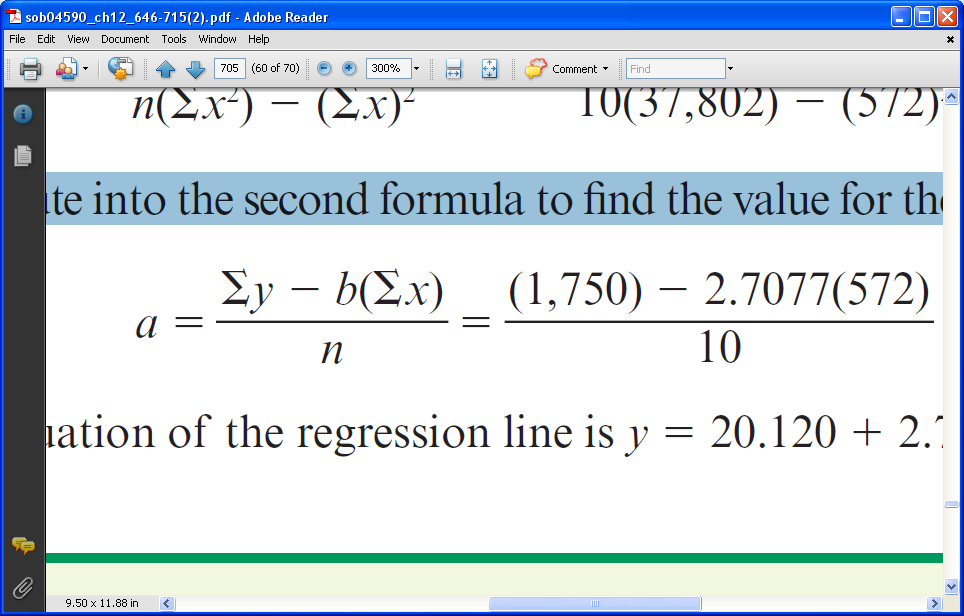 sob04590_ch12_646-715(2).pdf - Adobe Reader
File Edit View Document Tools Window Help
705 (60 of 70) 300% Comment Find
n(Σx²) − (Σx)² 10(37,802) − (572)
te into the second formula to find the value for the
a = Σy − b(Σx) / n = (1,750) − 2.7077(572) / 10
uation of the regression line is y = 20.120 + 2.7
9.50 x 11.88 in